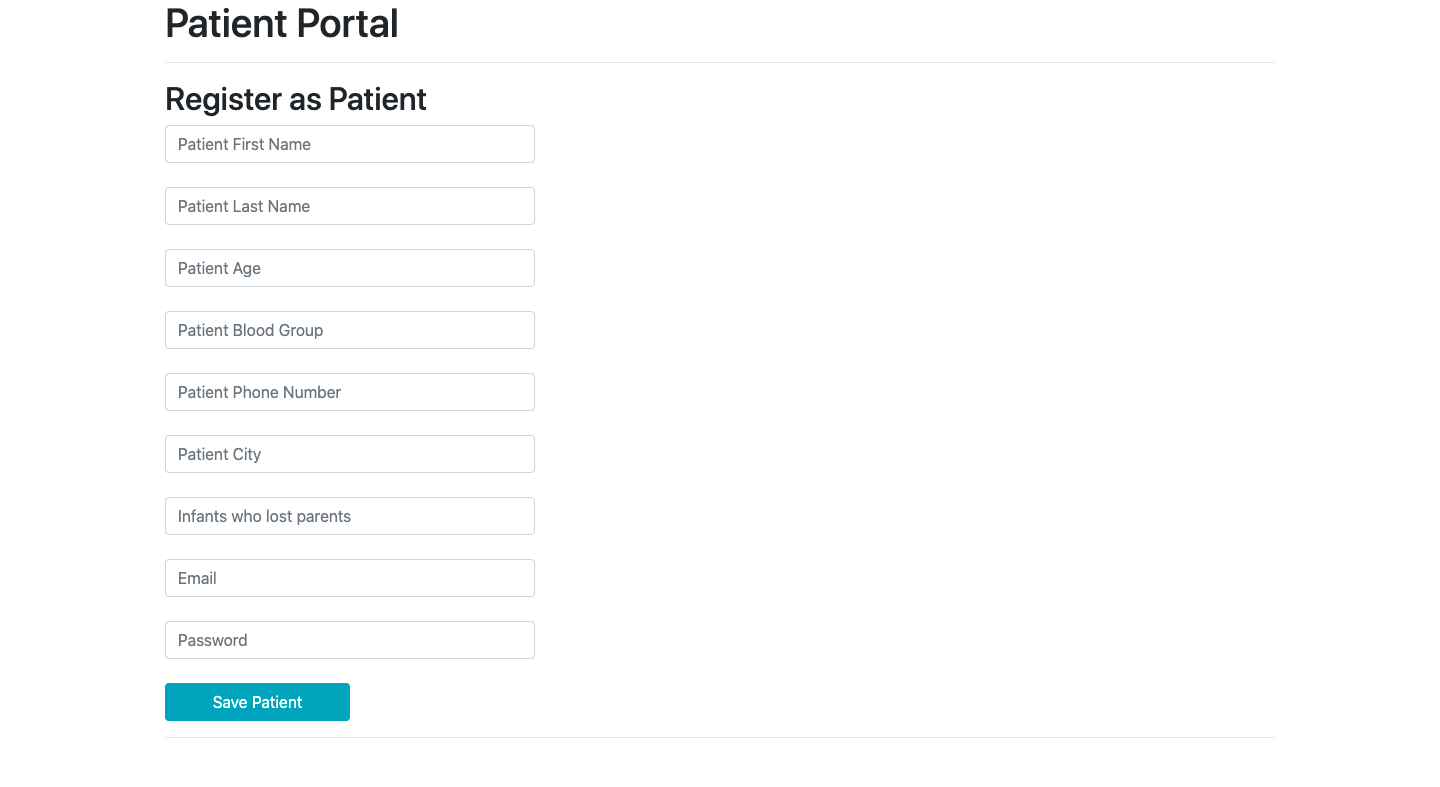 Patient Portal
Register as Patient
Patient First Name
Patient Last Name
Patient Age
Patient Blood Group
Patient Phone Number
Patient City
Infants who lost parents
Email
Password
Save Patient